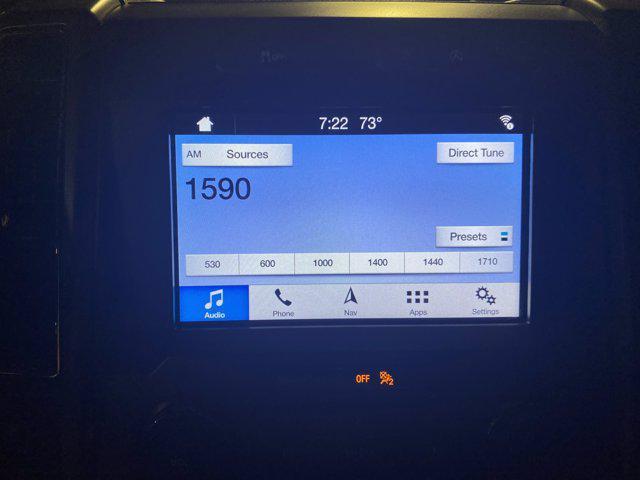 7:22 73°
AM Sources Direct Tune
1590
Presets
530 600 1000 1400 1440 1710
Audio Phone Nav Apps Settings
OFF 2